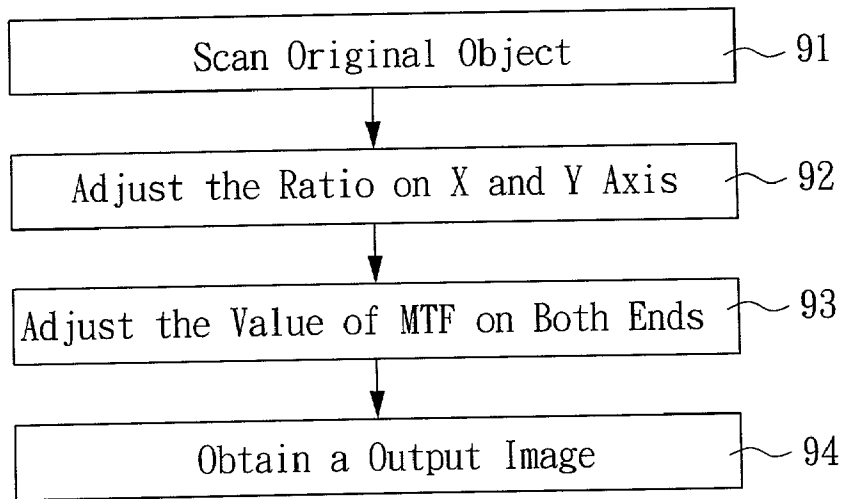 Scan Original Object 91
Adjust the Ratio on X and Y Axis 92
Adjust the Value of MTF on Both Ends 93
Obtain a Output Image 94